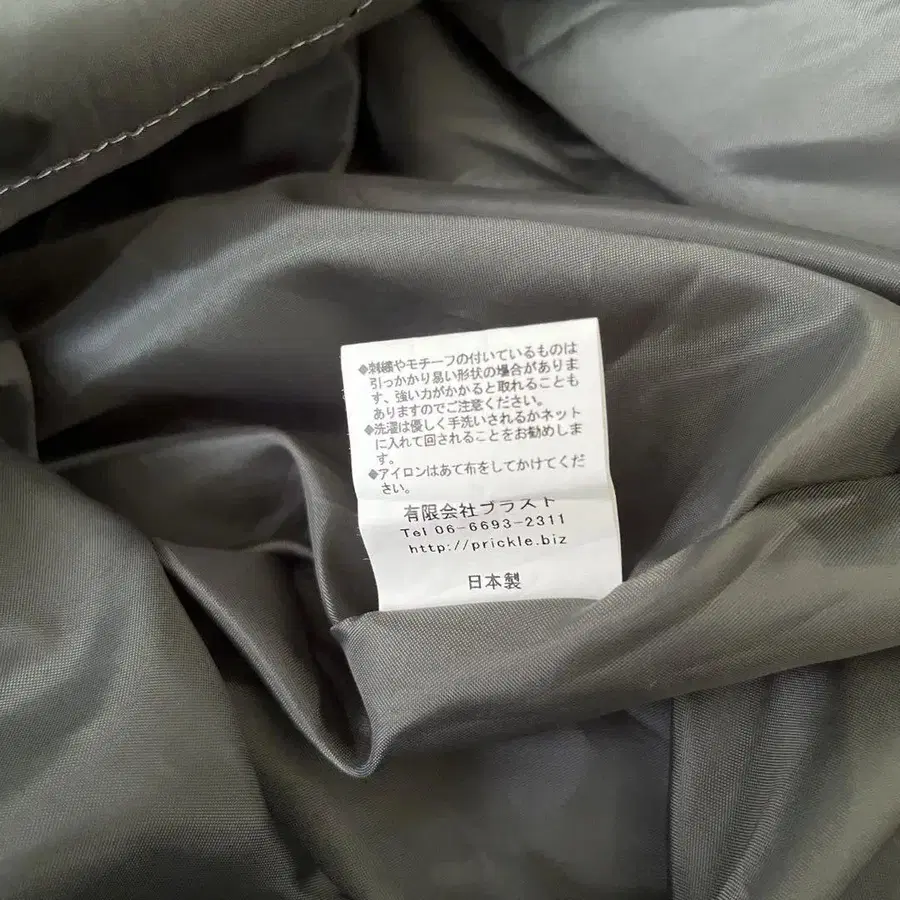 ◆刺繍やモチーフの付いているものは
引っかかり易い形状の場合がありま
す、強い力がかかると取れることも
ありますのでご注意ください。
◆洗濯は優しく手洗いされるかネット
に入れて回されることをお勧めしま
す。
◆アイロンはあて布をしてかけてくだ
さい。
有限会社ブラスト
Tel 06-6693-2311
http://prickle.biz
日本製